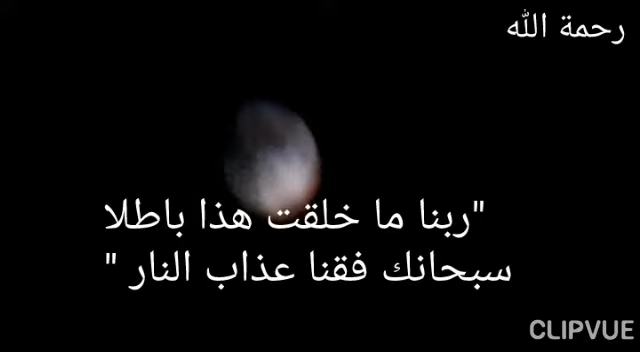 رحمة الله
"ربنا ما خلقت هذا باطلا
سبحانك فقنا عذاب النار "
CLIPVUE